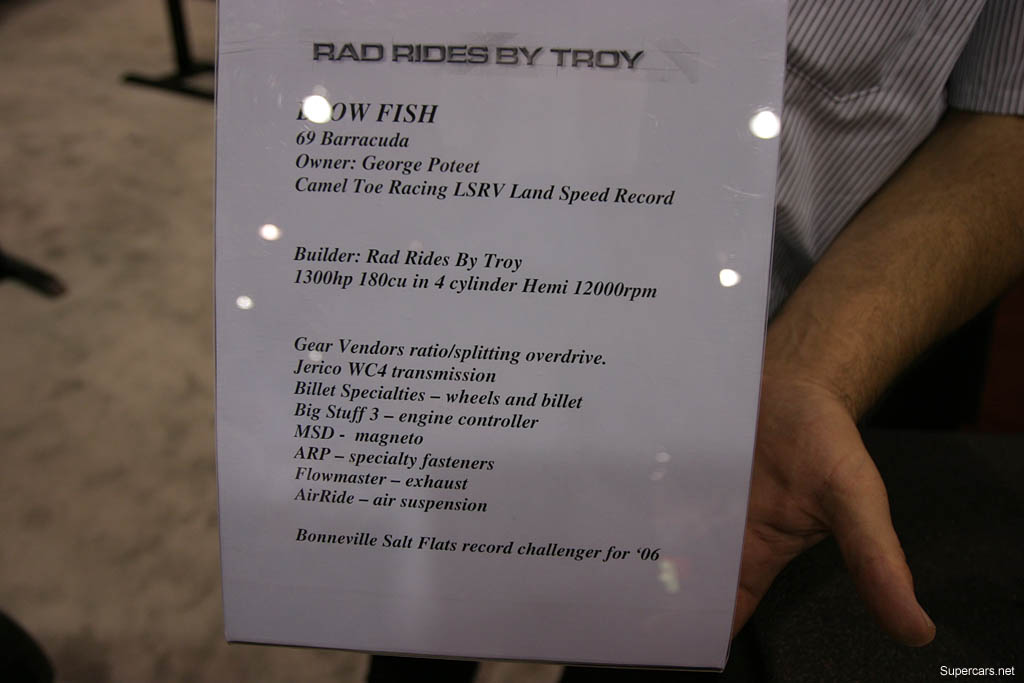 RAD RIDES BY TROY
FISH
69 Barracuda
Owner: George Poteet
Camel Toe Racing LSRV Land Speed Record
Builder: Rad Rides By Troy
1300hp 180cu in 4 cylinder Hemi 12000rpm
Gear Vendors ratio/splitting overdrive.
Jerico WC4 transmission
Billet Specialties – wheels and billet
Big Stuff 3 – engine controller
MSD -  magneto
ARP – specialty fasteners
Flowmaster – exhaust
AirRide – air suspension
Bonneville Salt Flats record challenger for ‘06
Supercars.net